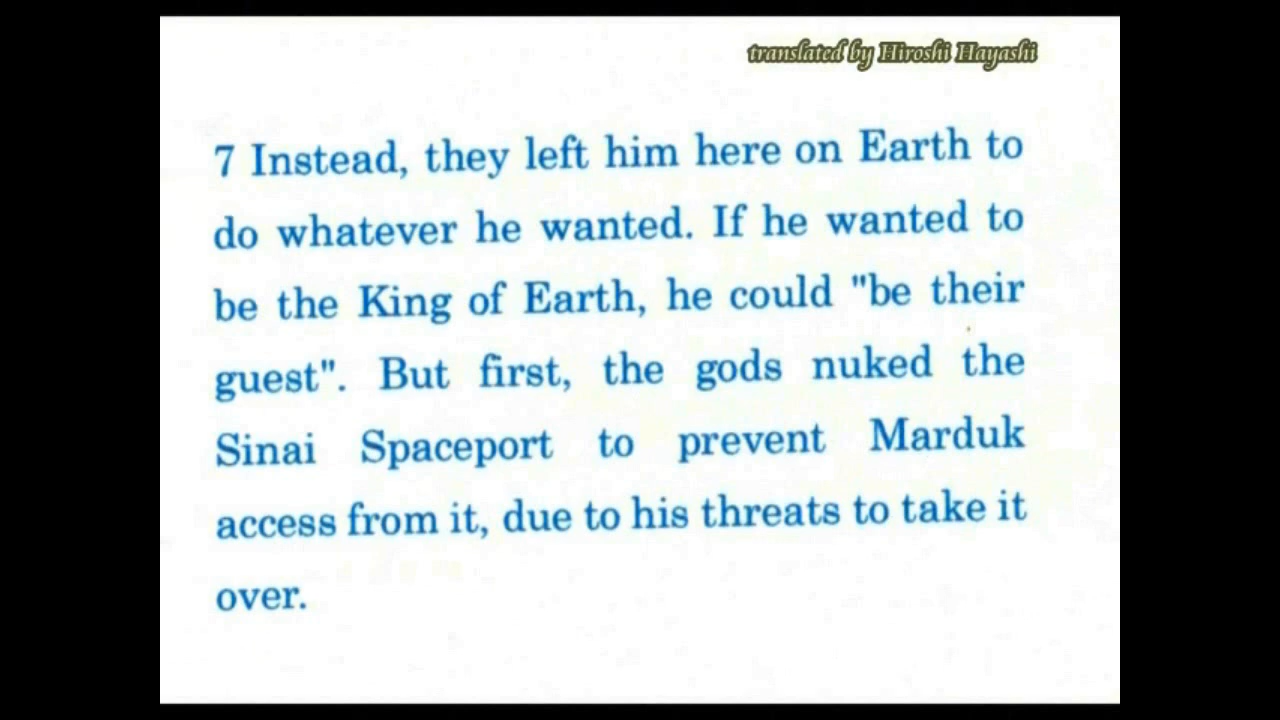 translated by Hiroshi Hayashi
7 Instead, they left him here on Earth to
do whatever he wanted. If he wanted to
be the King of Earth, he could "be their
guest". But first, the gods nuked the
Sinai Spaceport to prevent Marduk
access from it, due to his threats to take it
over.